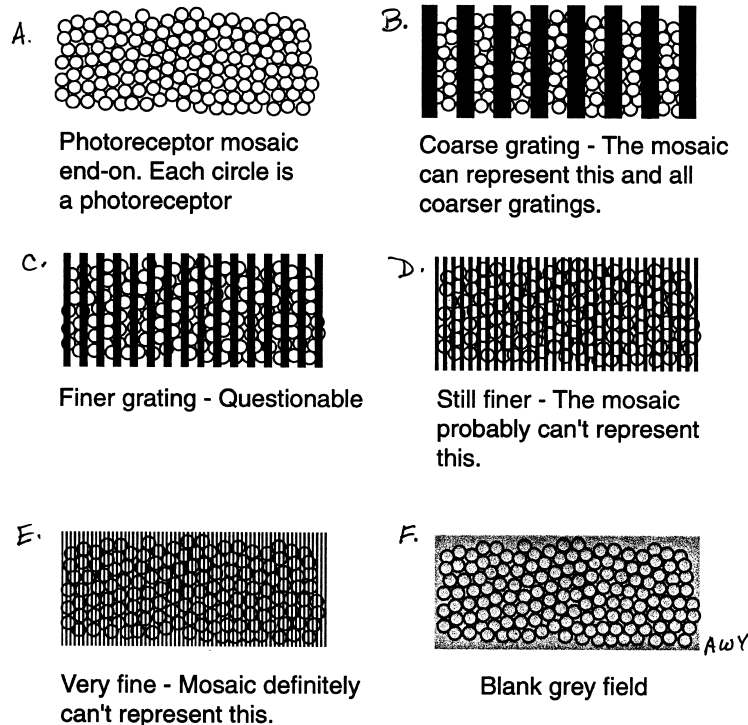 A.
Photoreceptor mosaic
end-on. Each circle is
a photoreceptor
B.
Coarse grating - The mosaic
can represent this and all
coarser gratings.
C.
Finer grating - Questionable
D.
Still finer - The mosaic
probably can't represent
this.
E.
Very fine - Mosaic definitely
can't represent this.
F.
AWY
Blank grey field